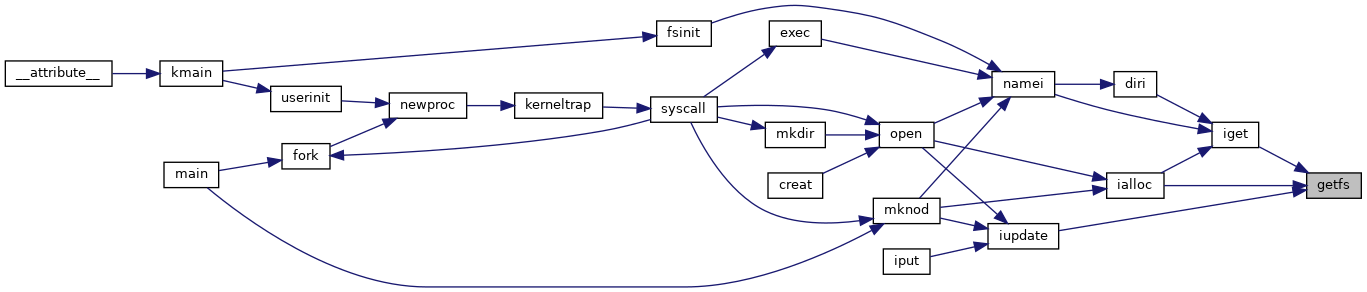 __attribute__
kmain
userinit
main
fork
newproc
kerneltrap
fsinit
syscall
exec
mkdir
creat
open
mknod
iput
namei
iupdate
diri
ialloc
iget
getfs